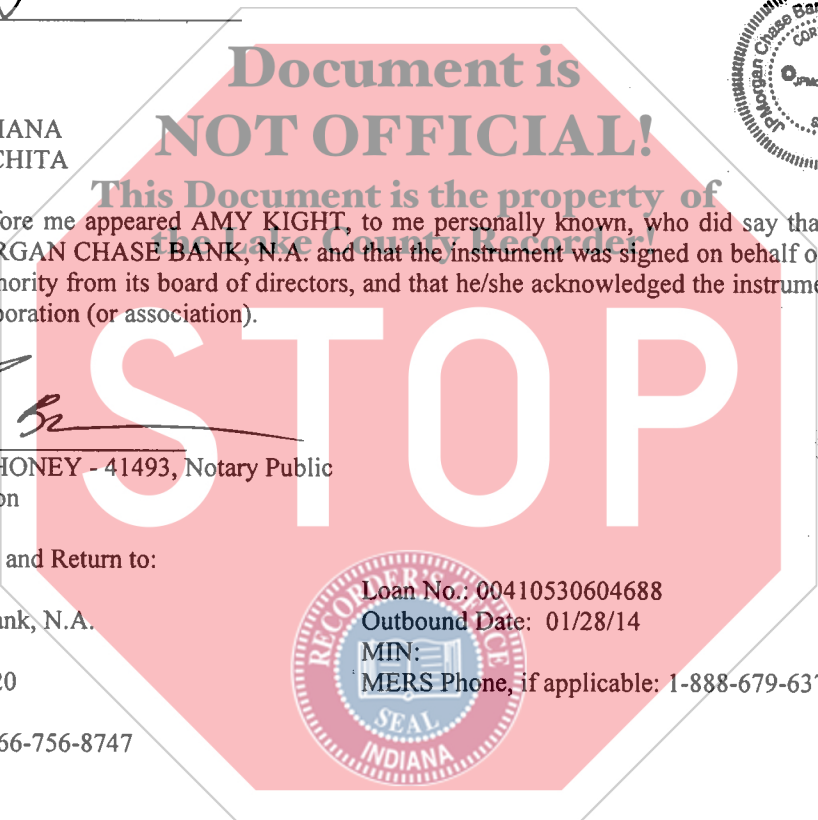 Document is
NOT OFFICIAL!
This Document is the property of
the Lake County Recorder!
JPMorgan Chase Ban
COR
IANA
CHITA
fore me appeared AMY KIGHT, to me personally known, who did say tha
RGAN CHASE BANK, N.A. and that the instrument was signed on behalf o
nority from its board of directors, and that he/she acknowledged the instrume
poration (or association).
STOP
HONEY - 41493, Notary Public
on
and Return to:
Loan No.: 00410530604688
ank, N.A.
Outbound Date: 01/28/14
MIN:
20
MERS Phone, if applicable: 1-888-679-637
66-756-8747
RECORDER'S OFFICE
SEAL
INDIANA